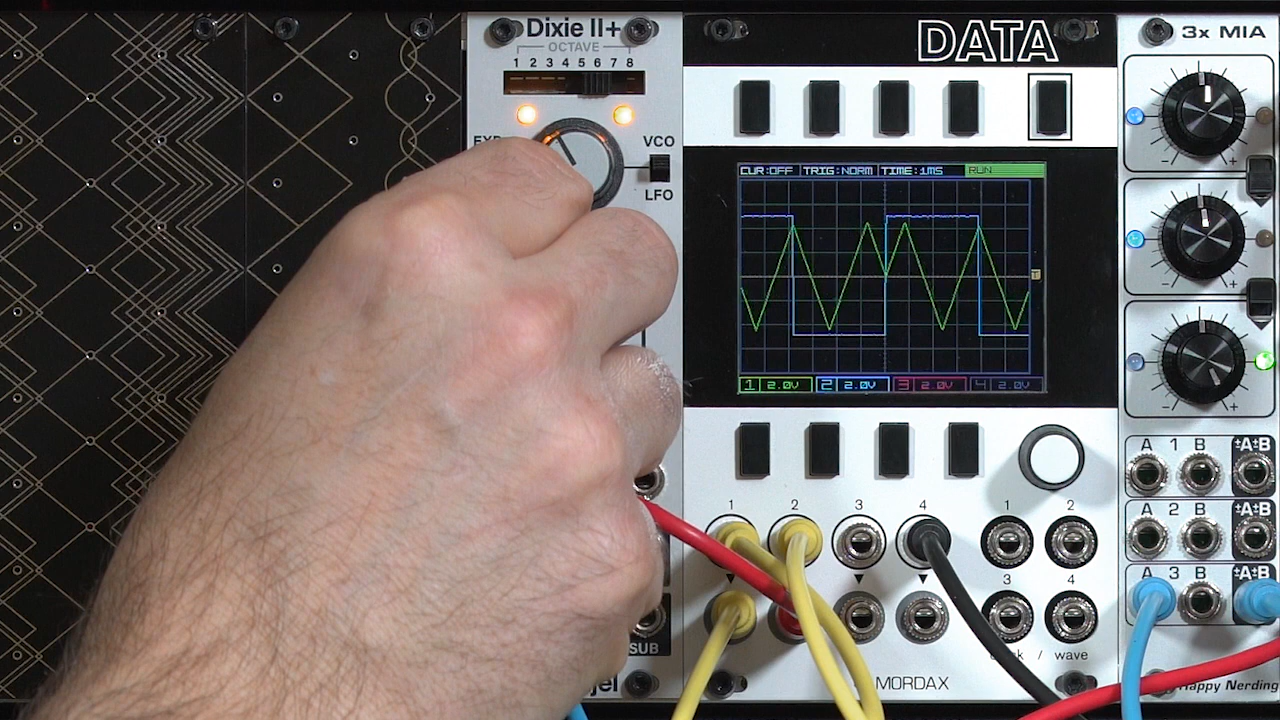 Dixie II+
OCTAVE
1 2 3 4 5 6 7 8
VCO
LFO
SUB
DATA
CUR:OFF TRIG:NORM TIME:1MS RUN
1 2.0V 2 2.0V 3 2.0V 4 2.0V
1 2 3 4 1 2
3 4
/ wave
MORDAX
3x MIA
- +
- +
- +
A 1 B ±A±B
A 2 B ±A±B
A 3 B ±A±B
Happy Nerding